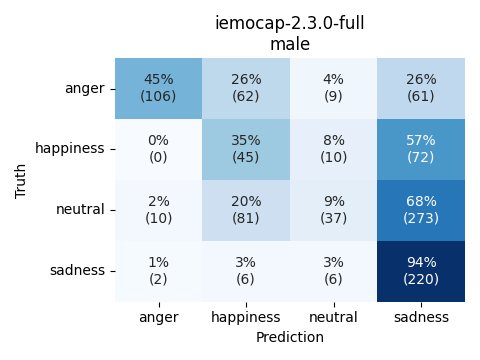 iemocap-2.3.0-full
male
Truth
anger
45%
(106)
26%
(62)
4%
(9)
26%
(61)
happiness
0%
(0)
35%
(45)
8%
(10)
57%
(72)
neutral
2%
(10)
20%
(81)
9%
(37)
68%
(273)
sadness
1%
(2)
3%
(6)
3%
(6)
94%
(220)
anger
happiness
neutral
sadness
Prediction